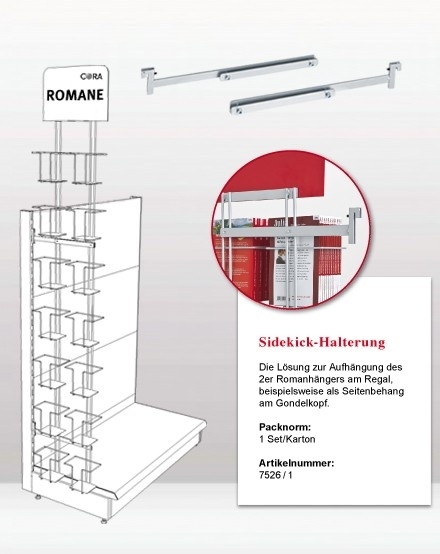 CORA
ROMANE
Sidekick-Halterung
Die Lösung zur Aufhängung des
2er Romanhängers am Regal,
beispielsweise als Seitenbehang
am Gondelkopf.
Packnorm:
1 Set/Karton
Artikelnummer:
7526 / 1